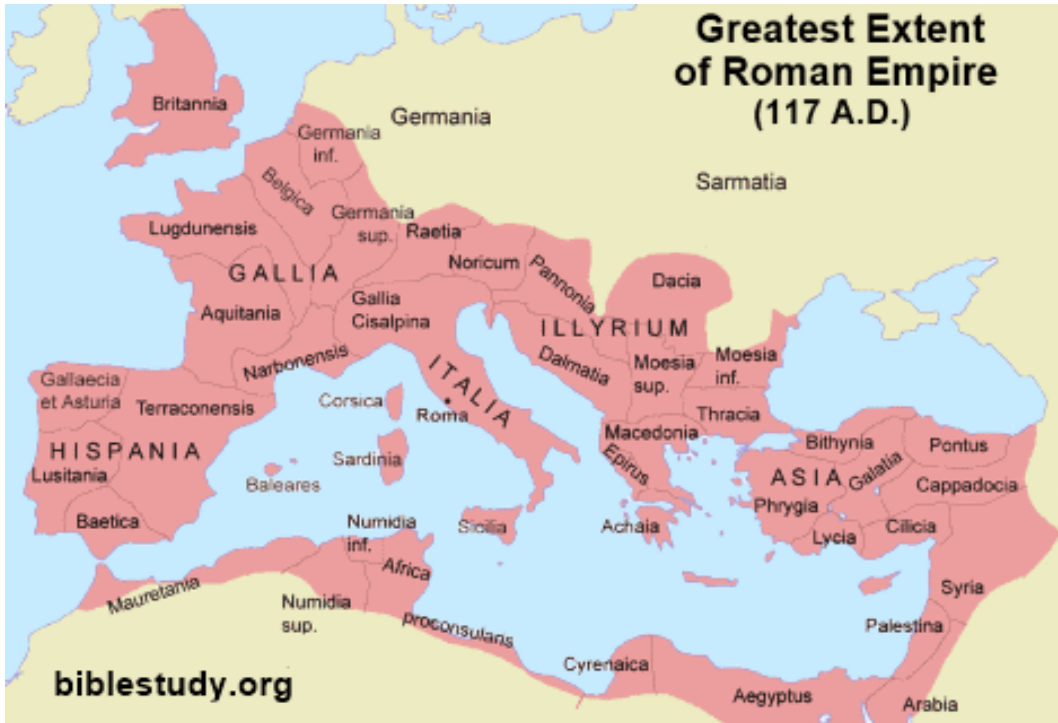 Greatest Extent
of Roman Empire
(117 A.D.)
Britannia
Germania
Germania
inf.
Sarmatia
Belgica
Lugdunensis
Germania
sup.
Raetia
Noricum
Pannonia
Dacia
GALLIA
Gallia
Cisalpina
Aquitania
ILLYRIUM
Narbonensis
ITALIA
Dalmatia
Moesia
sup.
Moesia
inf.
Gallaecia
et Asturia
Terraconensis
Corsica
Roma
Thracia
Macedonia
Epirus
Bithynia
Galatia
Pontus
HISPANIA
Lusitania
Sardinia
Baleares
ASIA
Phrygia
Cappadocia
Baetica
Numidia
inf.
Sicilia
Achaia
Lycia
Cilicia
Africa
Mauretania
Numidia
sup.
proconsularis
Syria
Palestina
Cyrenaica
Aegyptus
Arabia
biblestudy.org